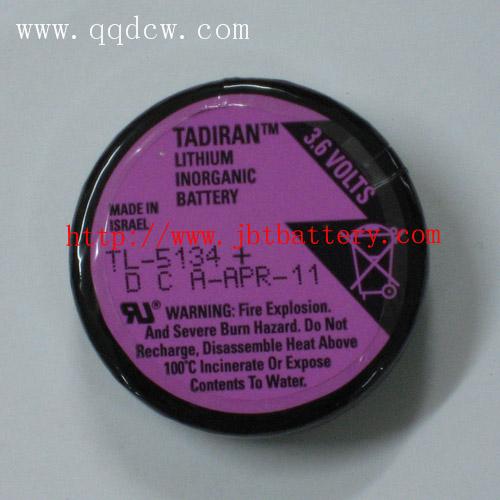 www.qqdcw.com
TADIRAN™
LITHIUM
INORGANIC
BATTERY
3.6 VOLTS
MADE IN
ISRAEL
http://www.jbtbattery.com
TL-5134 +
D C A-APR-11
RU WARNING: Fire Explosion.
And Severe Burn Hazard. Do Not
Recharge, Disassemble Heat Above
100°C Incinerate Or Expose
Contents To Water.